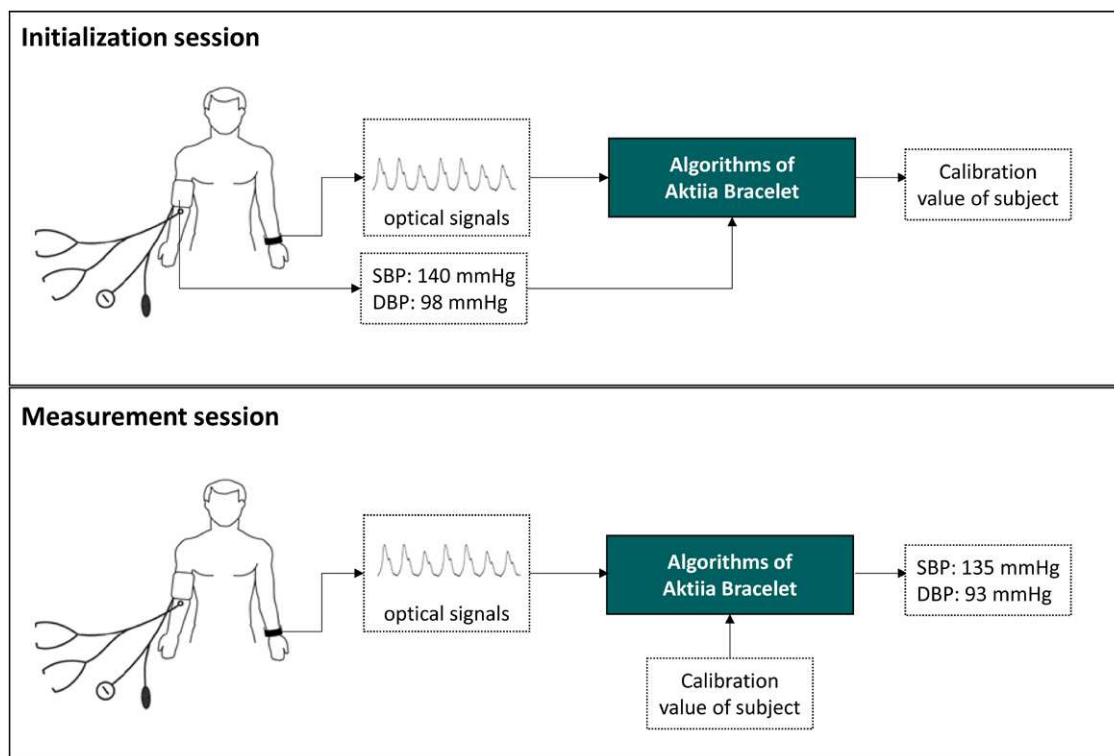 Initialization session
optical signals
SBP: 140 mmHg
DBP: 98 mmHg
Algorithms of
Aktiia Bracelet
Calibration
value of subject
Measurement session
optical signals
Algorithms of
Aktiia Bracelet
Calibration
value of subject
SBP: 135 mmHg
DBP: 93 mmHg